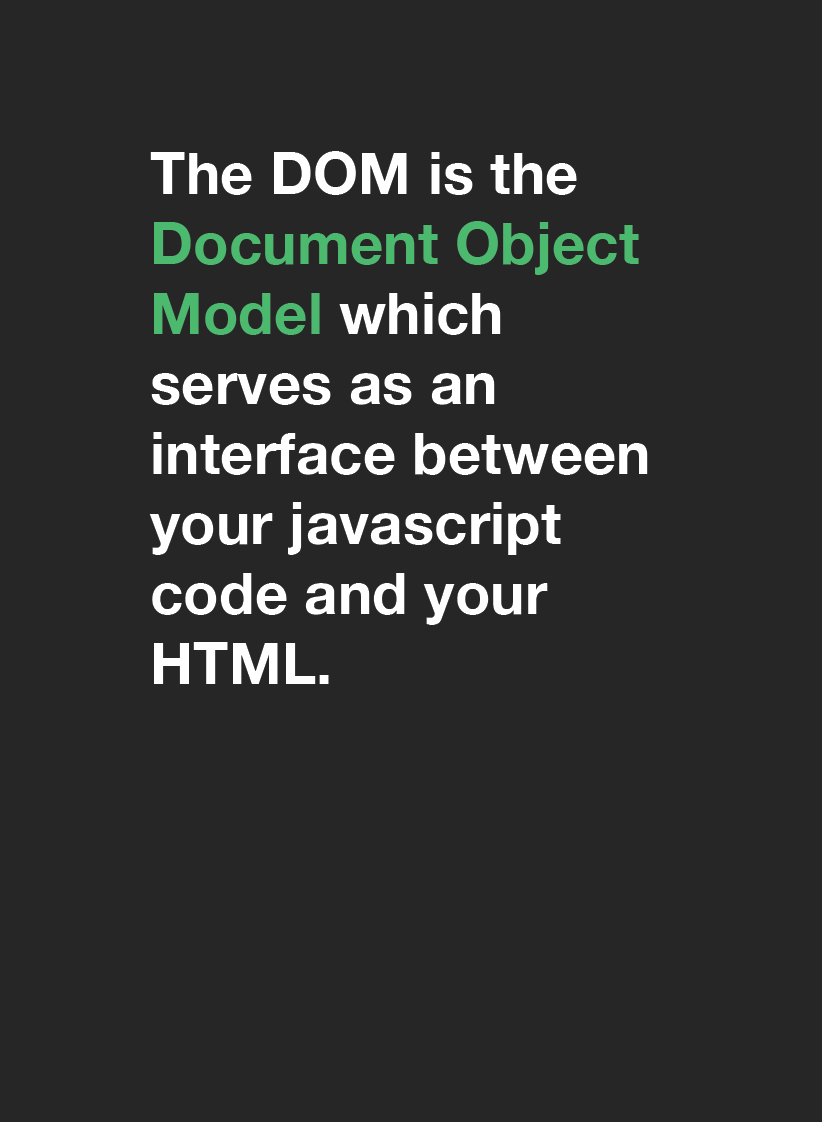 The DOM is the
Document Object
Model which
serves as an
interface between
your javascript
code and your
HTML.